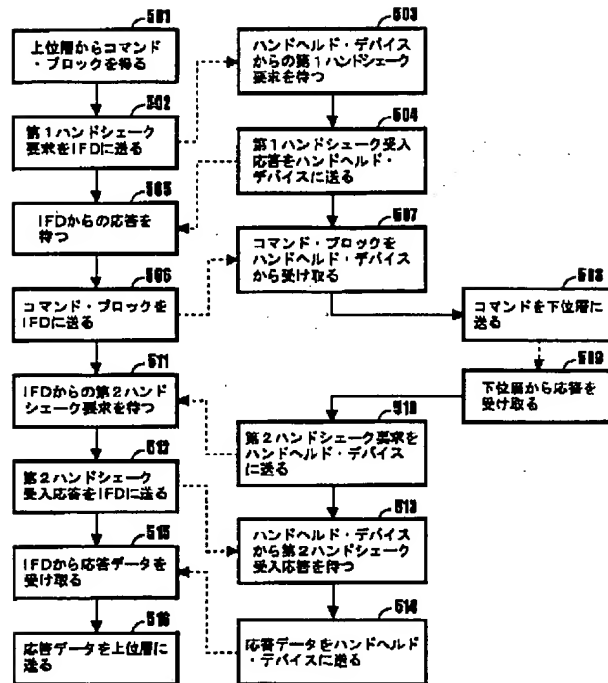 501
上位層からコマンド
・ブロックを得る
502
第1ハンドシェーク
要求をIFDに送る
503
ハンドヘルド・デバイス
からの第1ハンドシェーク
要求を待つ
504
第1ハンドシェーク受入
応答をハンドヘルド・
デバイスに送る
505
IFDからの応答を
待つ
506
コマンド・ブロックを
IFDに送る
507
コマンド・ブロックを
ハンドヘルド・デバイス
から受け取る
508
コマンドを下位層に
送る
509
下位層から応答を
受け取る
510
第2ハンドシェーク要求を
ハンドヘルド・デバイス
に送る
511
IFDからの第2ハンド
シェーク要求を待つ
512
第2ハンドシェーク
受入応答をIFDに送る
513
ハンドヘルド・デバイス
から第2ハンドシェーク
受入応答を待つ
514
応答データをハンドヘルド
・デバイスに送る
515
IFDから応答データを
受け取る
516
応答データを上位層に
送る